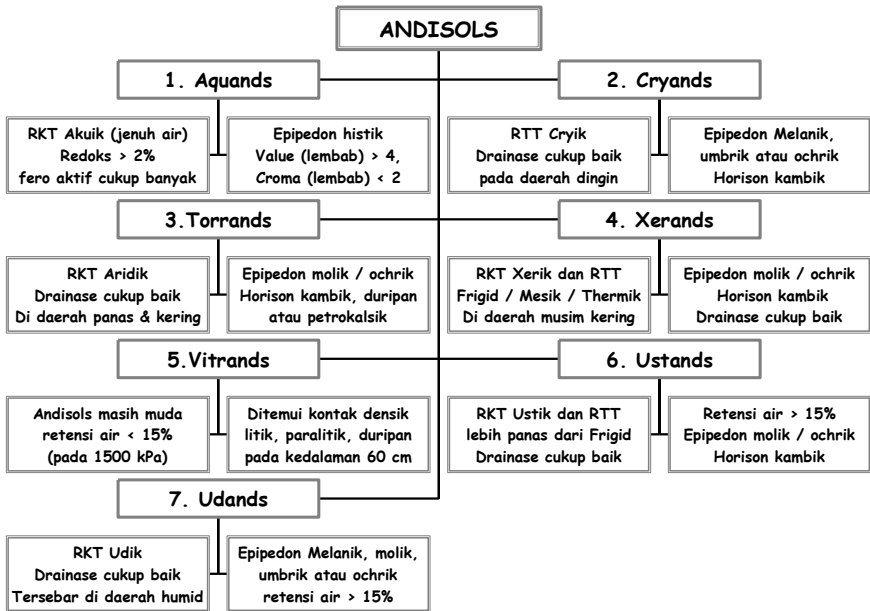 ANDISOLS
1. Aquands
RKT Akuik (jenuh air)
Redoks > 2%
fero aktif cukup banyak
Epipedon histik
Value (lembab) > 4,
Croma (lembab) < 2
2. Cryands
RTT Cryik
Drainase cukup baik
pada daerah dingin
Epipedon Melanik,
umbrik atau ochrik
Horison kambik
3.Torrands
RKT Aridik
Drainase cukup baik
Di daerah panas & kering
Epipedon molik / ochrik
Horison kambik, duripan
atau petrokalsik
4. Xerands
RKT Xerik dan RTT
Frigid / Mesik / Thermik
Di daerah musim kering
Epipedon molik / ochrik
Horison kambik
Drainase cukup baik
5.Vitrands
Andisols masih muda
retensi air < 15%
(pada 1500 kPa)
Ditemui kontak densik
litik, paralitik, duripan
pada kedalaman 60 cm
6. Ustands
RKT Ustik dan RTT
lebih panas dari Frigid
Drainase cukup baik
Retensi air > 15%
Epipedon molik / ochrik
Horison kambik
7. Udands
RKT Udik
Drainase cukup baik
Tersebar di daerah humid
Epipedon Melanik, molik,
umbrik atau ochrik
retensi air > 15%